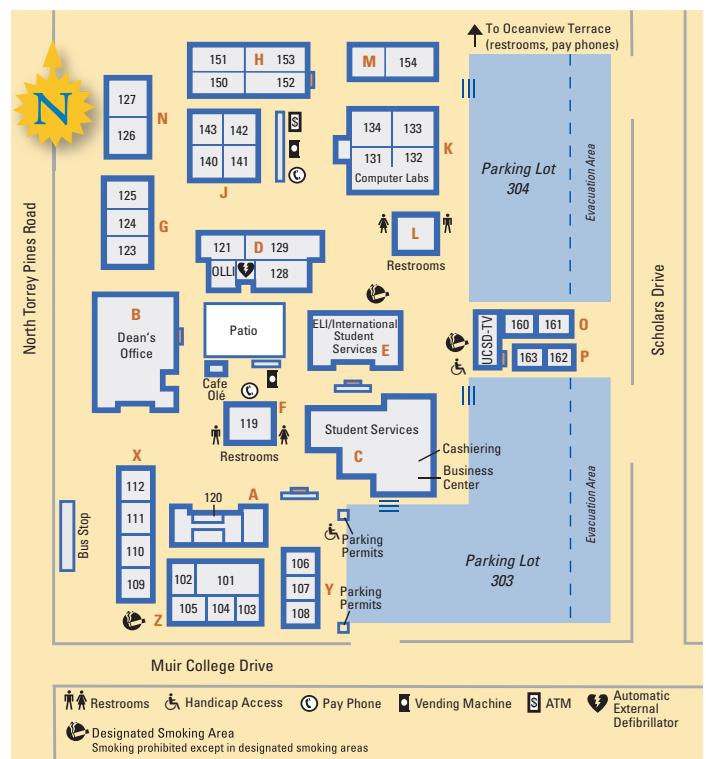 To Oceanview Terrace
(restrooms, pay phones)
N
151 H 153
150 152
M 154
127
126
N
143 142
140 141
J
$
134 133
131 132
Computer Labs
K
Parking Lot
304
Evacuation Area
125
124
123
G
L
Restrooms
121 D 129
OLLI 128
North Torrey Pines Road
Scholars Drive
B
Dean's
Office
Patio
ELI/International
Student
Services E
UCSD-TV
160 161 O
163 162 P
Cafe
Olé
F
119
Restrooms
Student Services
C
Cashiering
Business
Center
X
112
111
110
109
Bus Stop
120
A
Parking
Permits
Parking Lot
303
Evacuation Area
102 101
105 104 103
Z
106
107
108
Y
Parking
Permits
Muir College Drive
Restrooms
Handicap Access
Pay Phone
Vending Machine
$ ATM
Automatic
External
Defibrillator
Designated Smoking Area
Smoking prohibited except in designated smoking areas